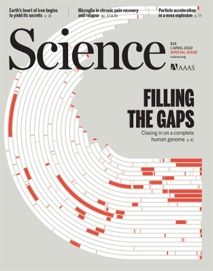 Earth's heart of iron begins
to yield its secrets p. 18
Microglia in chronic pain recovery
and relapse pp. 33 & 86
Particle accelerating
in a nova explosion p. 77
Science
$15
1 APRIL 2022
SPECIAL ISSUE
science.org
AAAS
FILLING
THE GAPS
Closing in on a complete
human genome p. 42